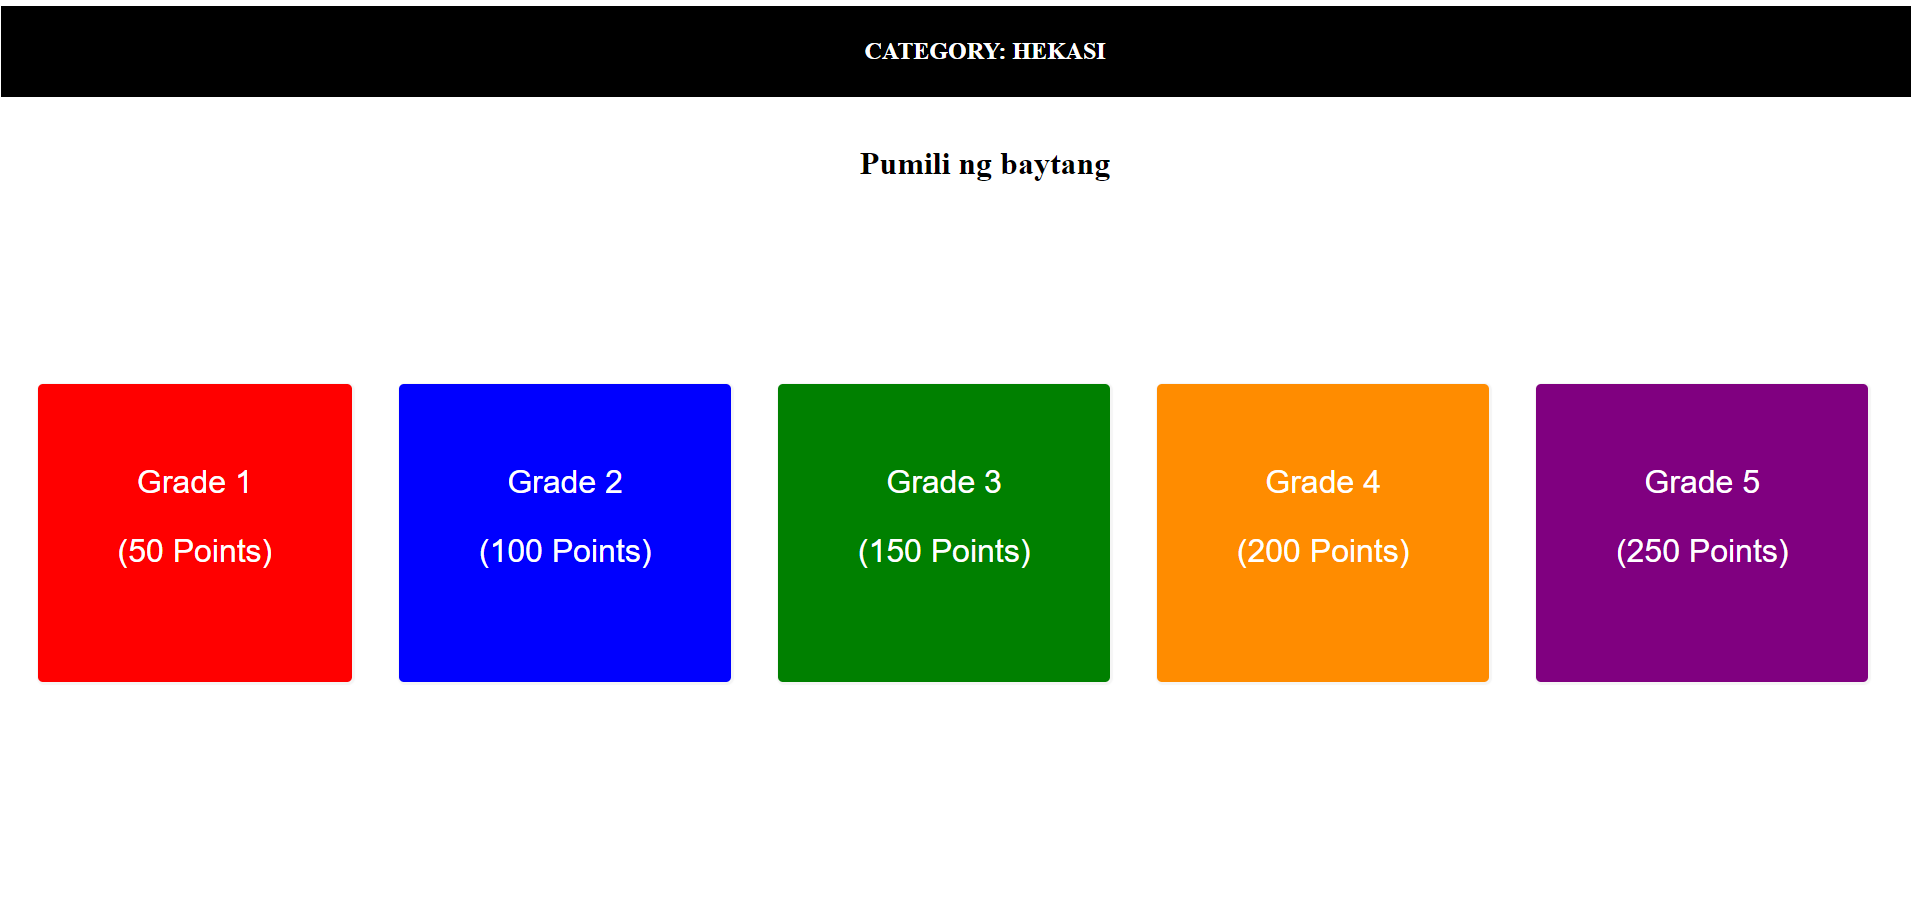 CATEGORY: HEKASI
Pumili ng baytang
Grade 1
(50 Points)
Grade 2
(100 Points)
Grade 3
(150 Points)
Grade 4
(200 Points)
Grade 5
(250 Points)